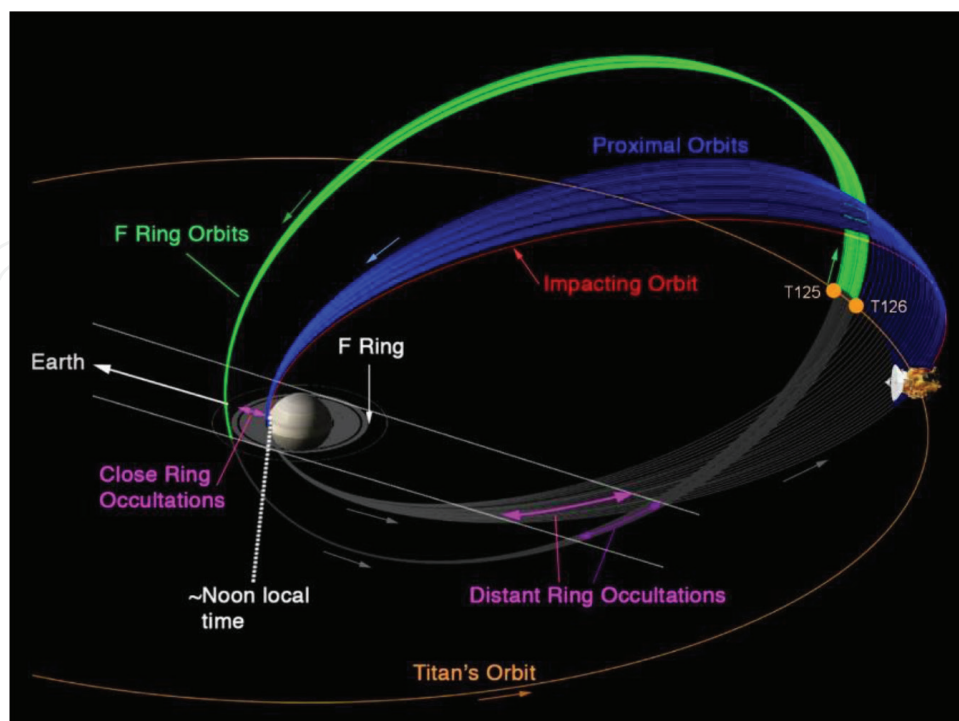 Proximal Orbits
F Ring Orbits
Impacting Orbit
T125
T126
F Ring
Earth
Close Ring
Occultations
~Noon local
time
Distant Ring Occultations
Titan's Orbit